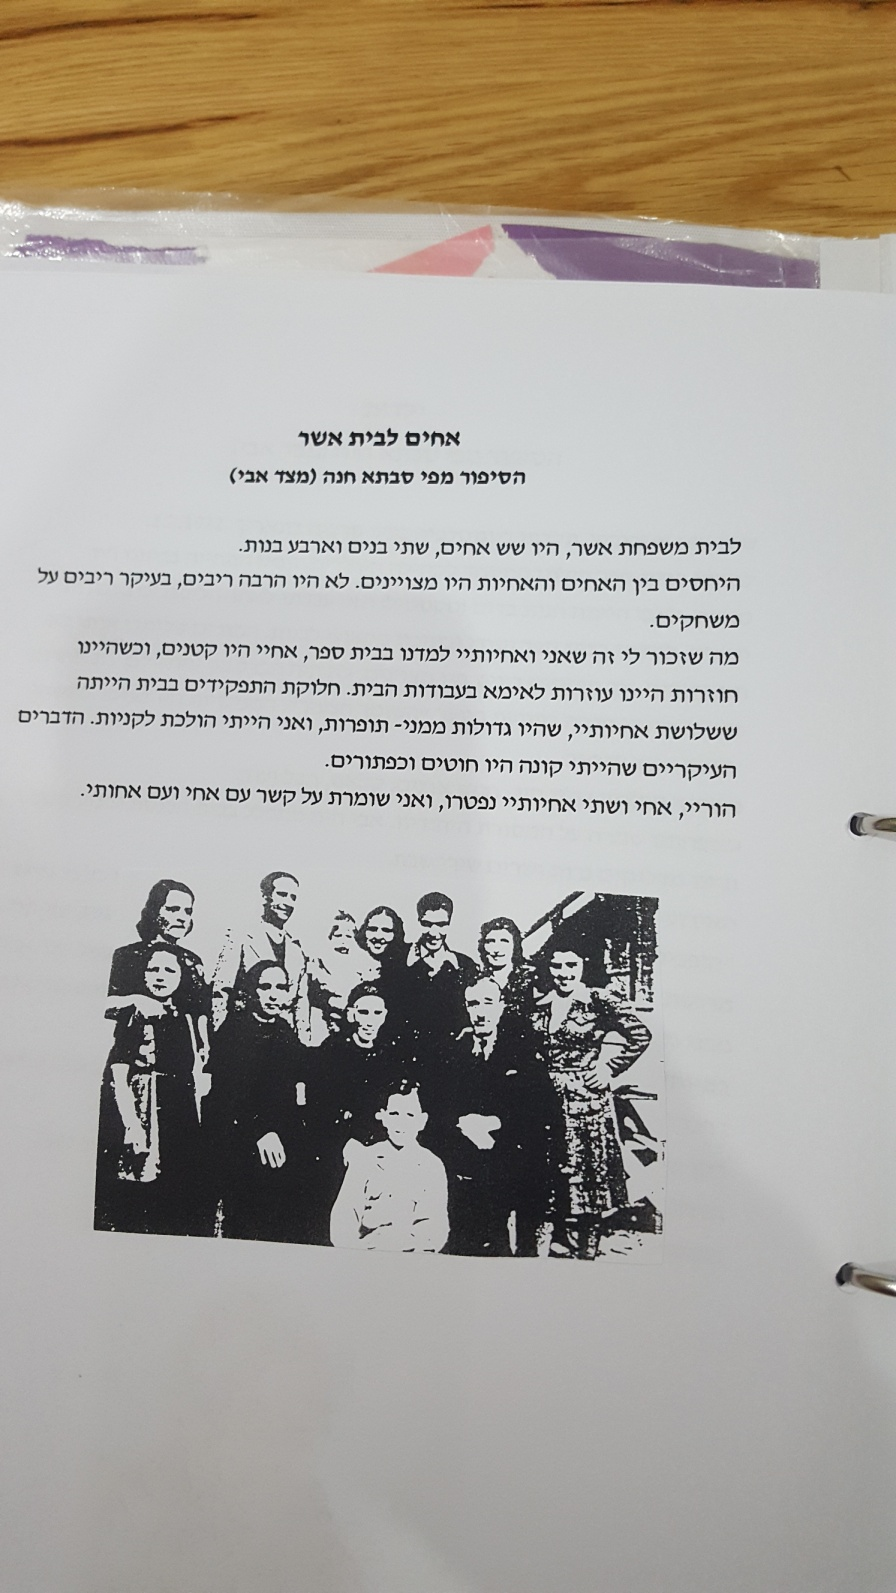 אחים לבית אשר
הסיפור מפי סבתא חנה (מצד אבי)
לבית משפחת אשר, היו שש אחים, שתי בנים וארבע בנות.
היחסים בין האחים והאחיות היו מצויינים. לא היו הרבה ריבים, בעיקר ריבים על
משחקים.
מה שזכור לי זה שאני ואחיותיי למדנו בבית ספר, אחיי היו קטנים, וכשהיינו
חוזרות היינו עוזרות לאימא בעבודות הבית. חלוקת התפקידים בבית הייתה
ששלושת אחיותיי, שהיו גדולות ממני- תופרות, ואני הייתי הולכת לקניות. הדברים
העיקריים שהייתי קונה היו חוטים וכפתורים.
הוריי, אחי ושתי אחיותיי נפטרו, ואני שומרת על קשר עם אחי ועם אחותי.